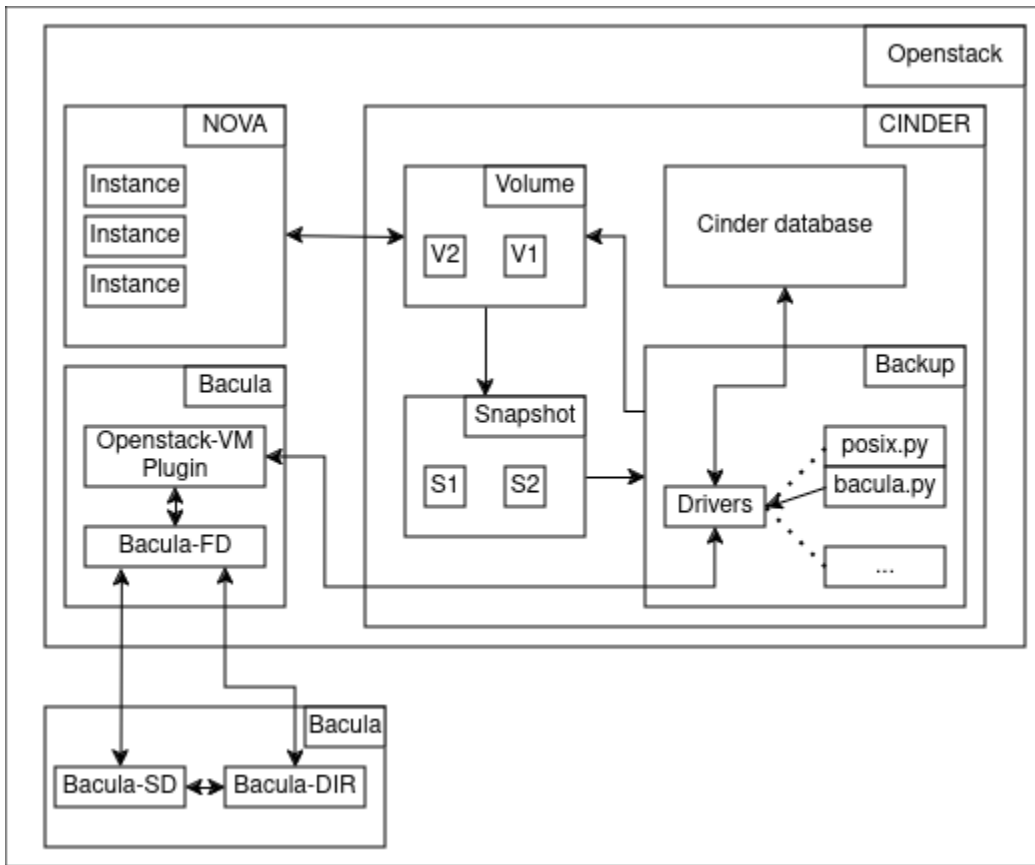 Openstack
NOVA
Instance
Instance
Instance
CINDER
Volume
V2
V1
Cinder database
Snapshot
S1
S2
Backup
posix.py
bacula.py
Drivers
...
Bacula
Openstack-VM
Plugin
Bacula-FD
Bacula
Bacula-SD
Bacula-DIR